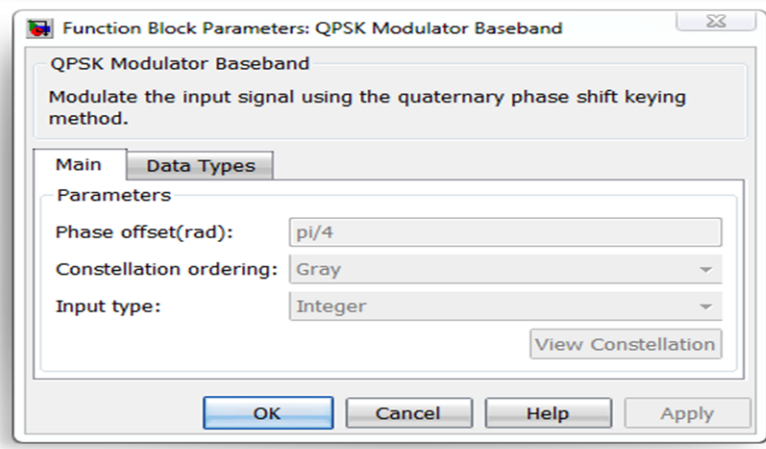 Function Block Parameters: QPSK Modulator Baseband
QPSK Modulator Baseband
Modulate the input signal using the quaternary phase shift keying
method.
Main
Data Types
Parameters
Phase offset(rad): pi/4
Constellation ordering: Gray
Input type: Integer
View Constellation
OK
Cancel
Help
Apply